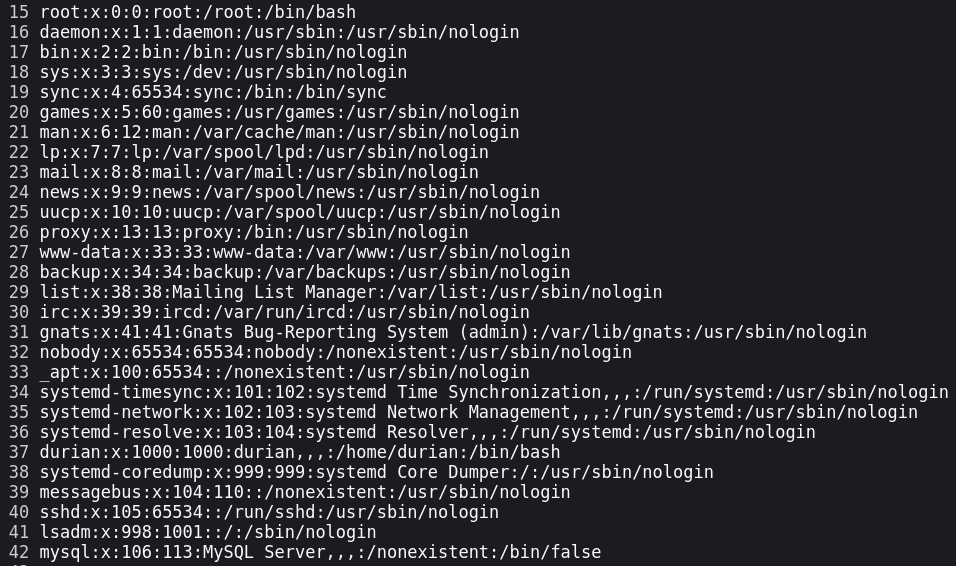 15 root:x:0:0:root:/root:/bin/bash
16 daemon:x:1:1:daemon:/usr/sbin:/usr/sbin/nologin
17 bin:x:2:2:bin:/bin:/usr/sbin/nologin
18 sys:x:3:3:sys:/dev:/usr/sbin/nologin
19 sync:x:4:65534:sync:/bin:/bin/sync
20 games:x:5:60:games:/usr/games:/usr/sbin/nologin
21 man:x:6:12:man:/var/cache/man:/usr/sbin/nologin
22 lp:x:7:7:lp:/var/spool/lpd:/usr/sbin/nologin
23 mail:x:8:8:mail:/var/mail:/usr/sbin/nologin
24 news:x:9:9:news:/var/spool/news:/usr/sbin/nologin
25 uucp:x:10:10:uucp:/var/spool/uucp:/usr/sbin/nologin
26 proxy:x:13:13:proxy:/bin:/usr/sbin/nologin
27 www-data:x:33:33:www-data:/var/www:/usr/sbin/nologin
28 backup:x:34:34:backup:/var/backups:/usr/sbin/nologin
29 list:x:38:38:Mailing List Manager:/var/list:/usr/sbin/nologin
30 irc:x:39:39:ircd:/var/run/ircd:/usr/sbin/nologin
31 gnats:x:41:41:Gnats Bug-Reporting System (admin):/var/lib/gnats:/usr/sbin/nologin
32 nobody:x:65534:65534:nobody:/nonexistent:/usr/sbin/nologin
33 _apt:x:100:65534::/nonexistent:/usr/sbin/nologin
34 systemd-timesync:x:101:102:systemd Time Synchronization,,,:/run/systemd:/usr/sbin/nologin
35 systemd-network:x:102:103:systemd Network Management,,,:/run/systemd:/usr/sbin/nologin
36 systemd-resolve:x:103:104:systemd Resolver,,,:/run/systemd:/usr/sbin/nologin
37 durian:x:1000:1000:durian,,,:/home/durian:/bin/bash
38 systemd-coredump:x:999:999:systemd Core Dumper:/:/usr/sbin/nologin
39 messagebus:x:104:110::/nonexistent:/usr/sbin/nologin
40 sshd:x:105:65534::/run/sshd:/usr/sbin/nologin
41 lsadm:x:998:1001::/:/sbin/nologin
42 mysql:x:106:113:MySQL Server,,,:/nonexistent:/bin/false